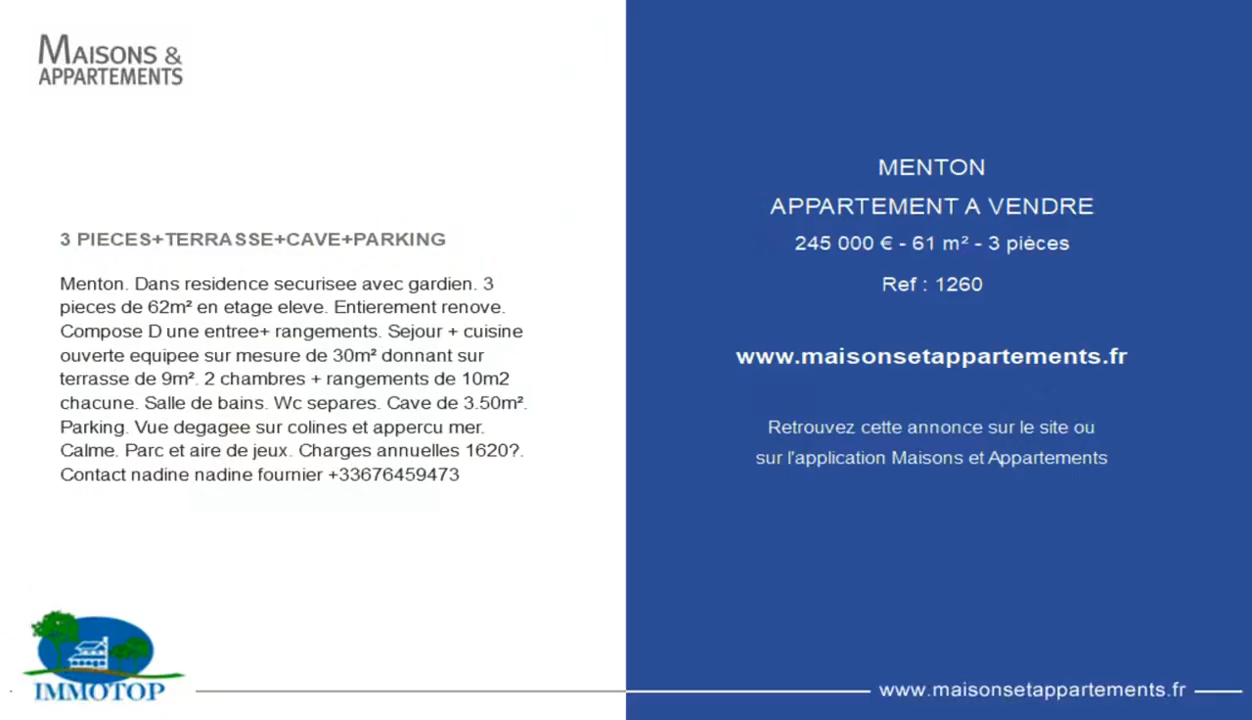 MAISONS &
APPARTEMENTS
3 PIECES+TERRASSE+CAVE+PARKING
Menton. Dans residence securisee avec gardien. 3
pieces de 62m² en etage eleve. Entierement renove.
Compose D une entree+ rangements. Sejour + cuisine
ouverte equipee sur mesure de 30m² donnant sur
terrasse de 9m². 2 chambres + rangements de 10m2
chacune. Salle de bains. Wc separes. Cave de 3.50m².
Parking. Vue degagee sur colines et appercu mer.
Calme. Parc et aire de jeux. Charges annuelles 1620?.
Contact nadine nadine fournier +33676459473
IMMOTOP
MENTON
APPARTEMENT A VENDRE
245 000 € - 61 m² - 3 pièces
Ref : 1260
www.maisonsetappartements.fr
Retrouvez cette annonce sur le site ou
sur l'application Maisons et Appartements
www.maisonsetappartements.fr